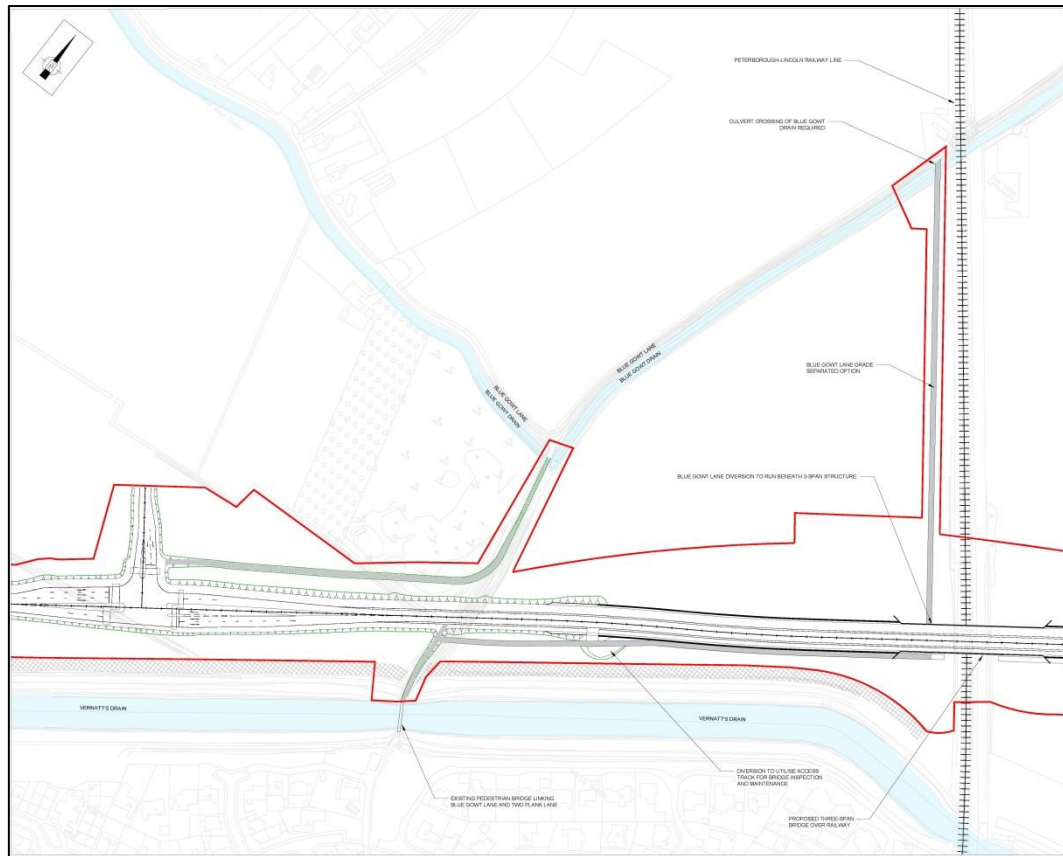 PETERBOROUGH-LINCOLN RAILWAY LINE
CULVERT CROSSING OF BLUE GOWT
DRAIN REQUIRED
BLUE GOWT LANE
BLUE GOWT DRAIN
BLUE GOWT LANE GRADE
SEPARATED OPTION
BLUE GOWT LANE
BLUE GOWT DRAIN
BLUE GOWT LANE DIVERSION TO RUN BENEATH 3-SPAN STRUCTURE
VERNATT'S DRAIN
VERNATT'S DRAIN
DIVERSION TO UTILISE ACCESS
TRACK FOR BRIDGE INSPECTION
AND MAINTENANCE
EXISTING PEDESTRIAN BRIDGE LINKING
BLUE GOWT LANE AND TWO PLANK LANE
PROPOSED THREE-SPAN
BRIDGE OVER RAILWAY